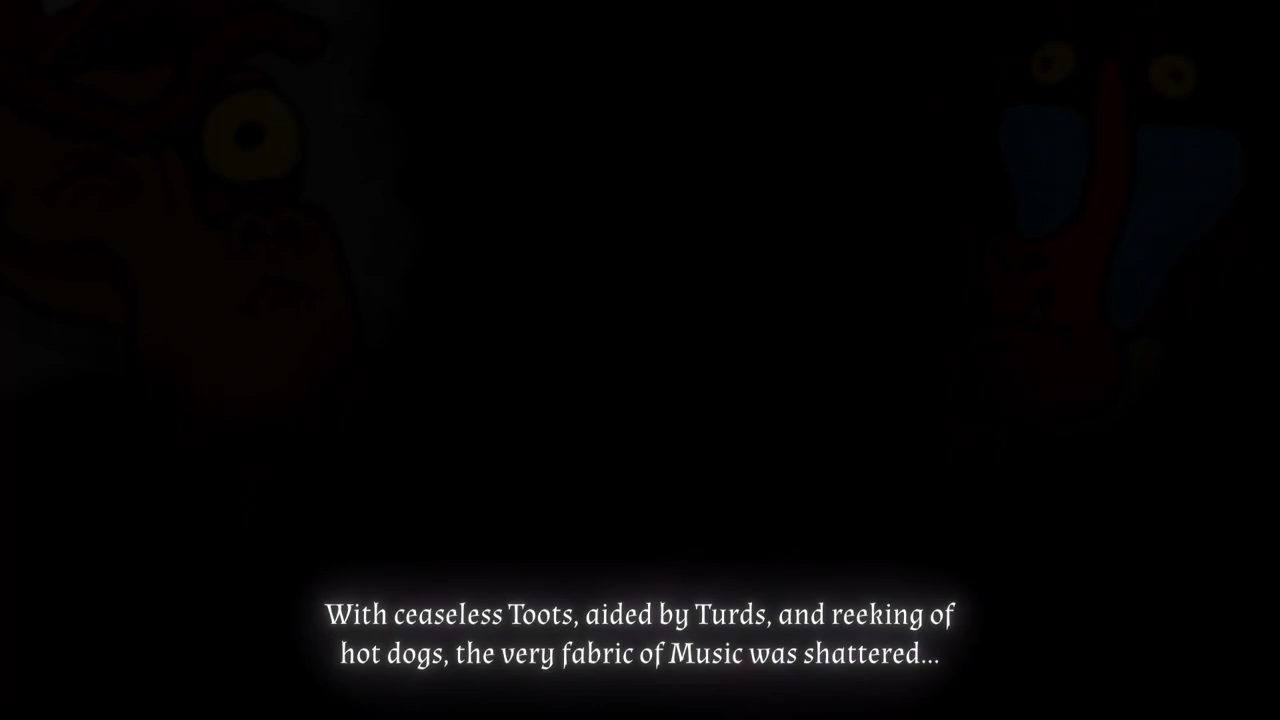 With ceaseless Toots, aided by Turds, and reeking of
hot dogs, the very fabric of Music was shattered...